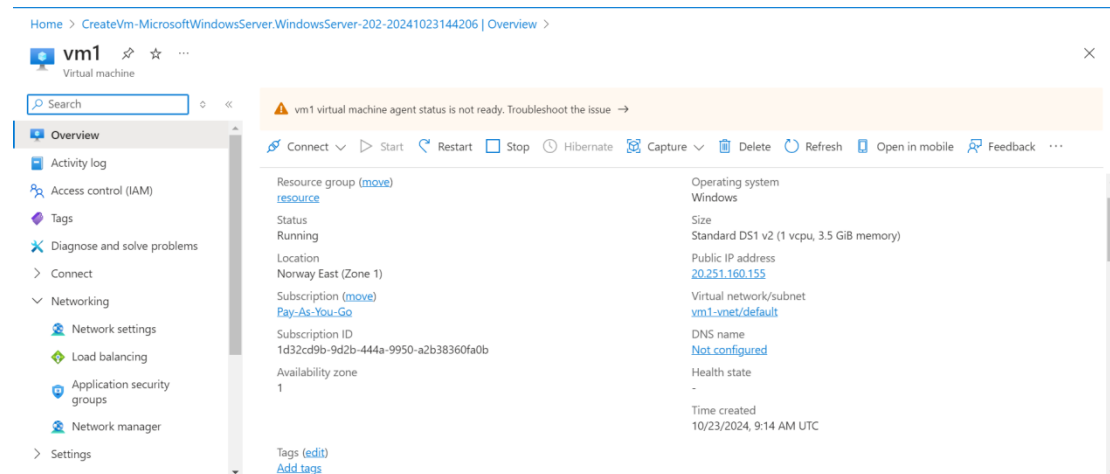 Home > CreateVm-MicrosoftWindowsServer.WindowsServer-202-20241023144206 | Overview >
vm1
Virtual machine
Search
Overview
Activity log
Access control (IAM)
Tags
Diagnose and solve problems
Connect
Networking
Network settings
Load balancing
Application security
groups
Network manager
Settings
vm1 virtual machine agent status is not ready. Troubleshoot the issue →
Connect Start Restart Stop Hibernate Capture Delete Refresh Open in mobile Feedback ...
Resource group (move)
resource
Status
Running
Location
Norway East (Zone 1)
Subscription (move)
Pay-As-You-Go
Subscription ID
1d32cd9b-9d2b-444a-9950-a2b38360fa0b
Availability zone
1
Operating system
Windows
Size
Standard DS1 v2 (1 vcpu, 3.5 GiB memory)
Public IP address
20.251.160.155
Virtual network/subnet
vm1-vnet/default
DNS name
Not configured
Health state
-
Time created
10/23/2024, 9:14 AM UTC
Tags (edit)
Add tags